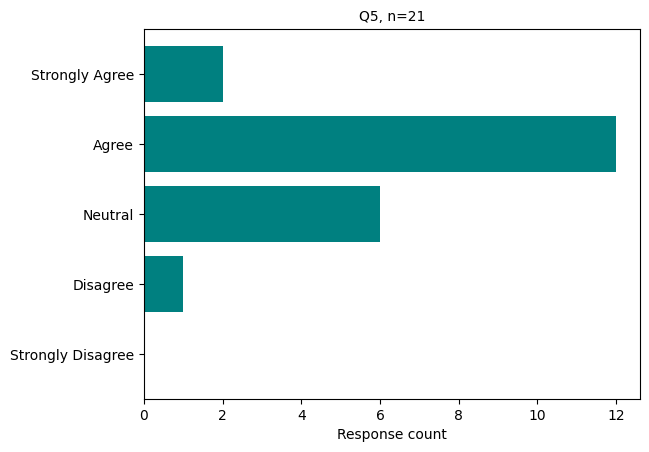 Q5, n=21
Strongly Agree
Agree
Neutral
Disagree
Strongly Disagree
0 2 4 6 8 10 12
Response count